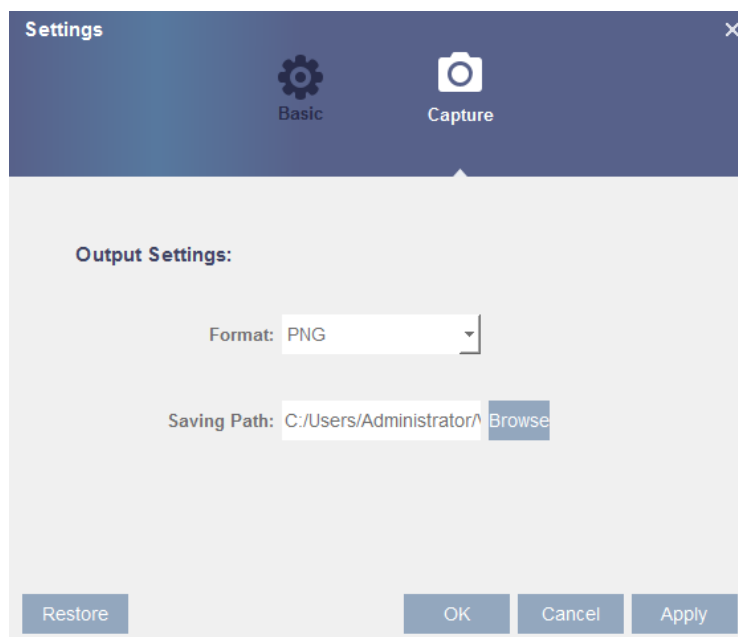 Settings
Basic
Capture
Output Settings:
Format: PNG
Saving Path: C:/Users/Administrator/ Browse
Restore OK Cancel Apply